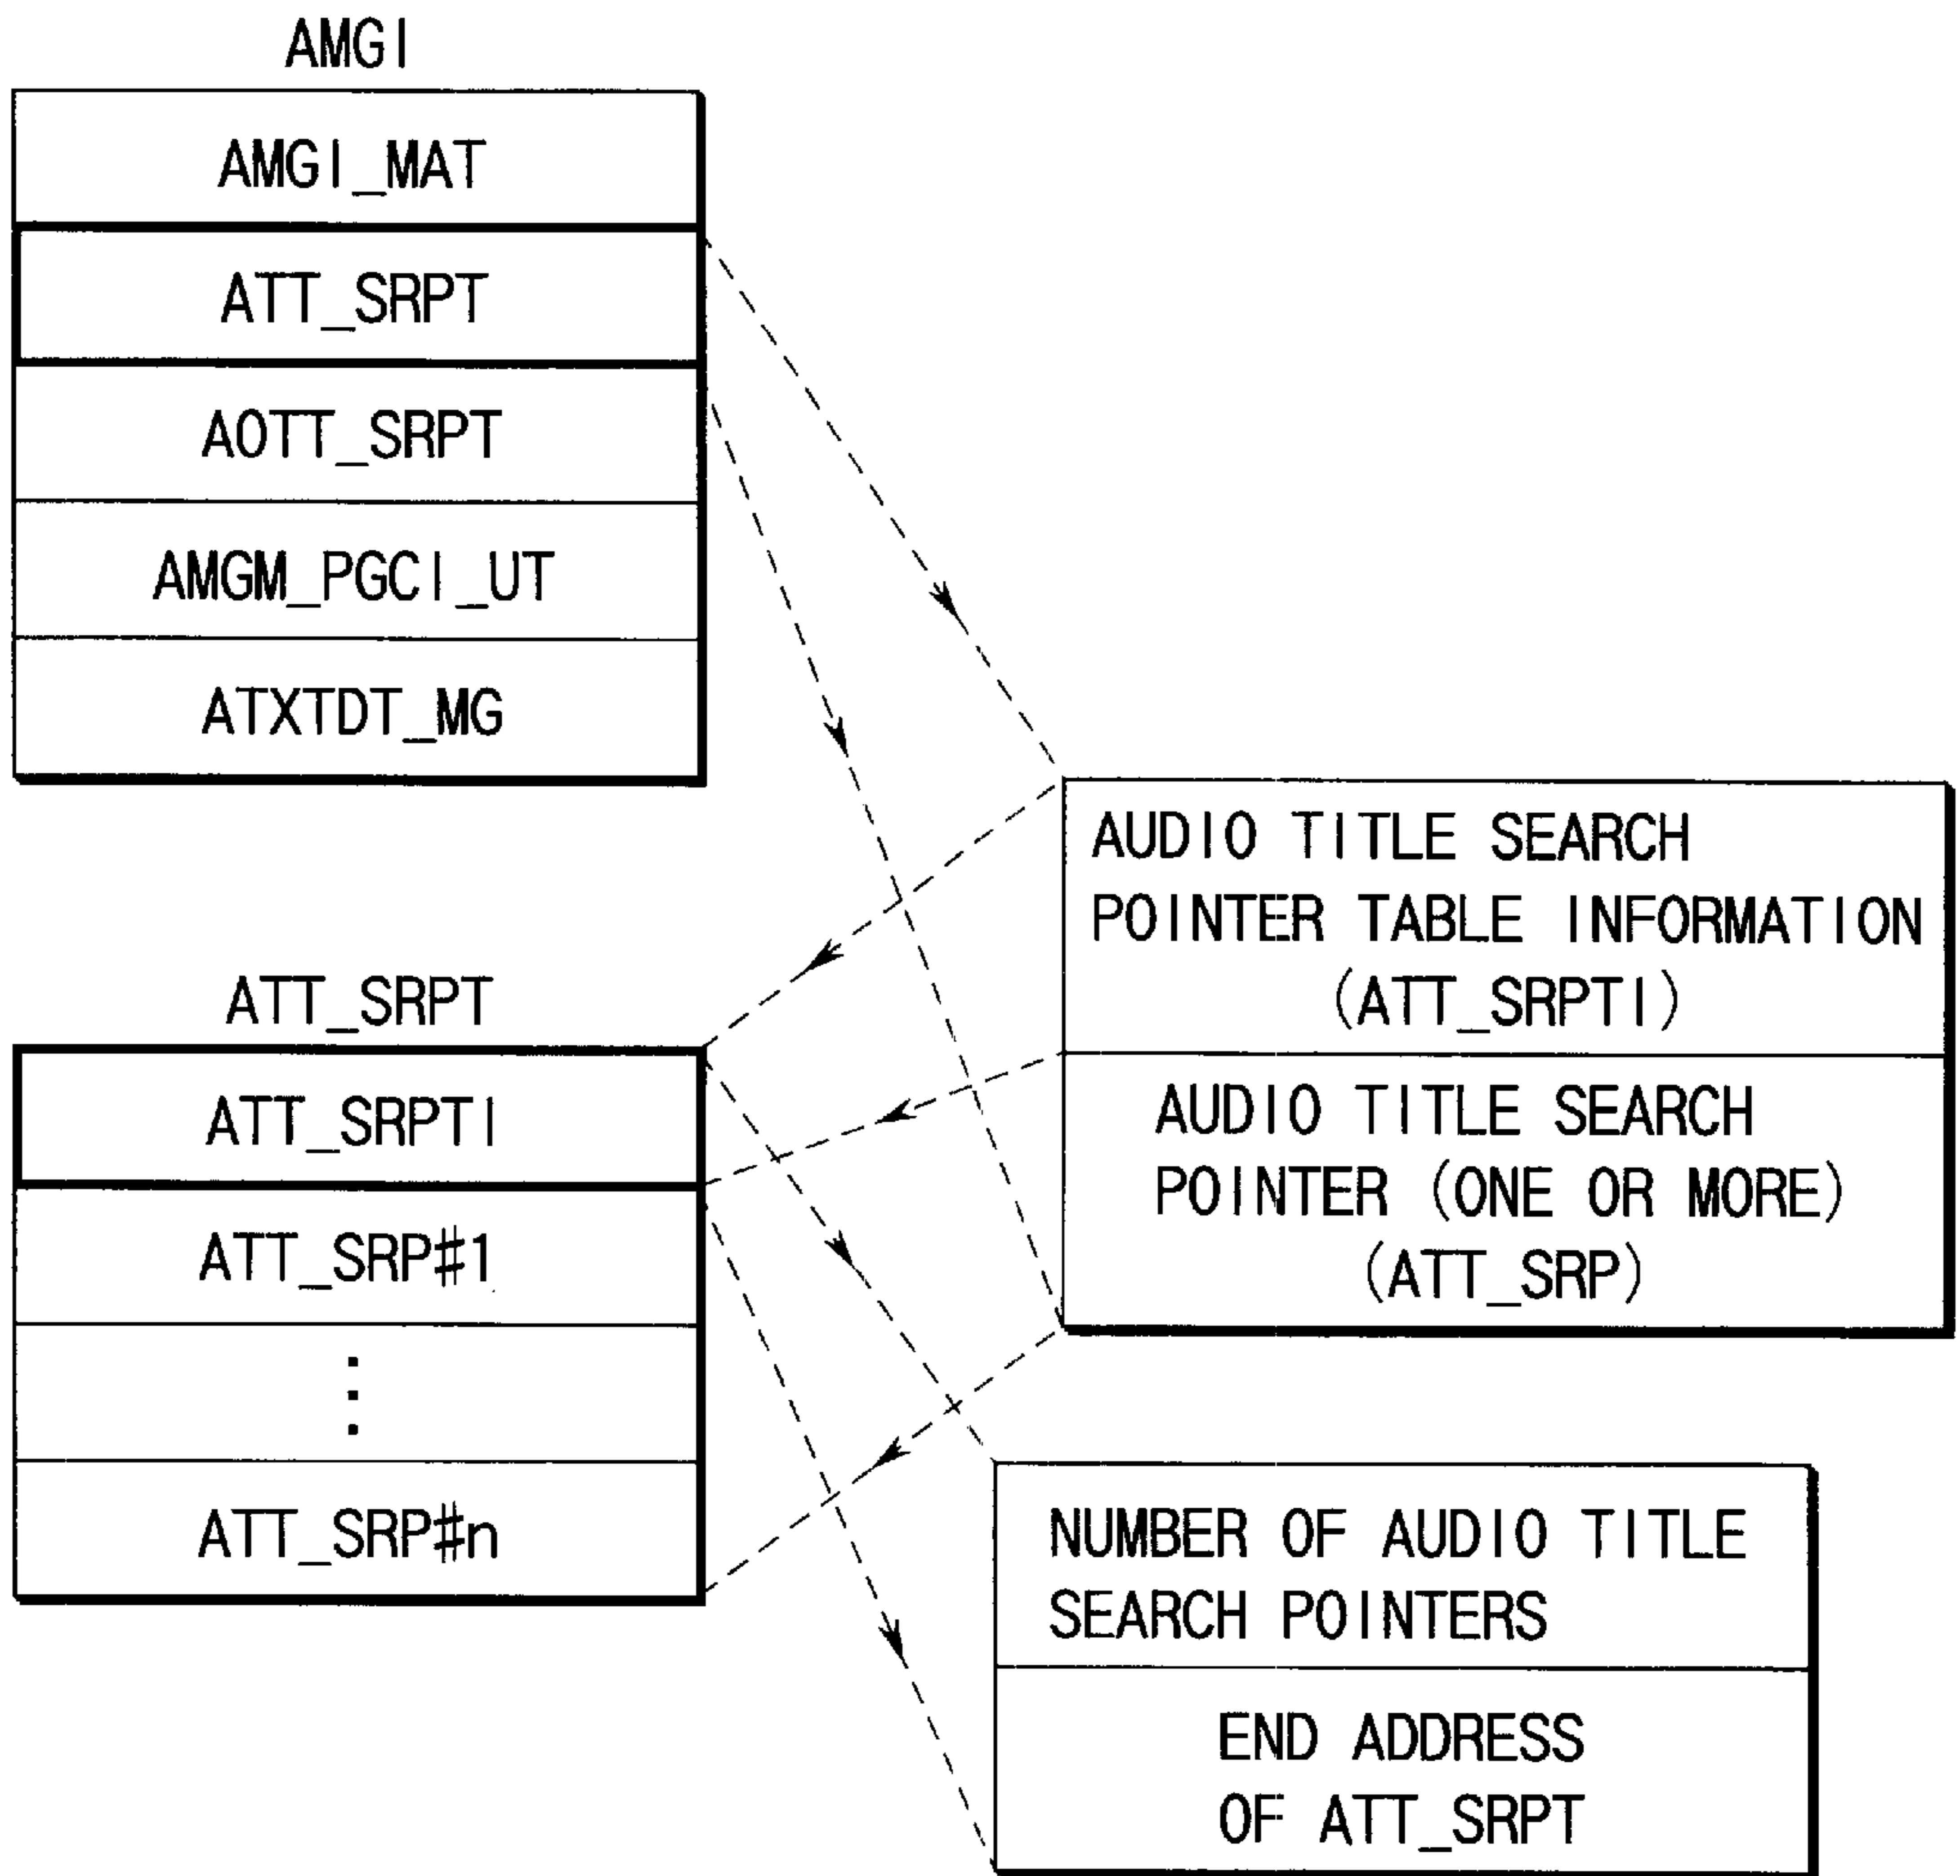 AMGI
AMGI_MAT
ATT_SRPT
AOTT_SRPT
AMGM_PGCI_UT
ATXTDT_MG
AUDIO TITLE SEARCH
POINTER TABLE INFORMATION
(ATT_SRPTI)
AUDIO TITLE SEARCH
POINTER (ONE OR MORE)
(ATT_SRP)
ATT_SRPT
ATT_SRPTI
ATT_SRP#1
⋮
ATT_SRP#n
NUMBER OF AUDIO TITLE
SEARCH POINTERS
END ADDRESS
OF ATT_SRPT